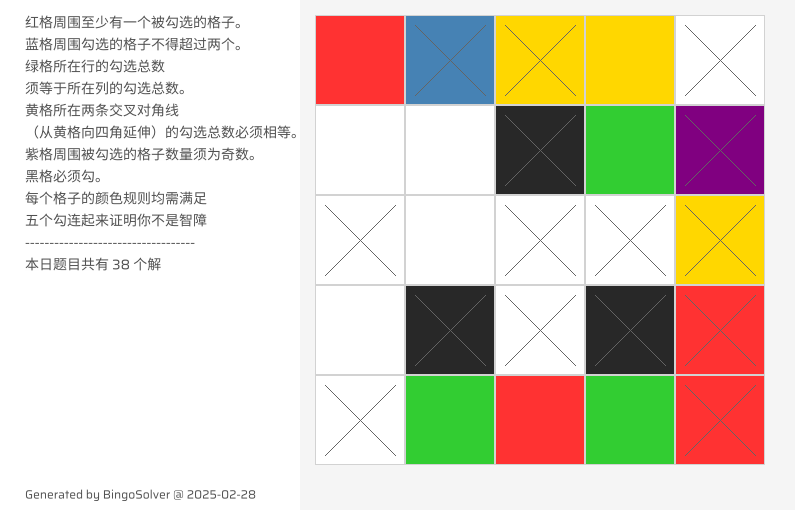 红格周围至少有一个被勾选的格子。
蓝格周围勾选的格子不得超过两个。
绿格所在行的勾选总数
须等于所在列的勾选总数。
黄格所在两条交叉对角线
（从黄格向四角延伸）的勾选总数必须相等。
紫格周围被勾选的格子数量须为奇数。
黑格必须勾。
每个格子的颜色规则均需满足
五个勾连起来证明你不是智障
----------------------------------
本日题目共有 38 个解
Generated by BingoSolver @ 2025-02-28